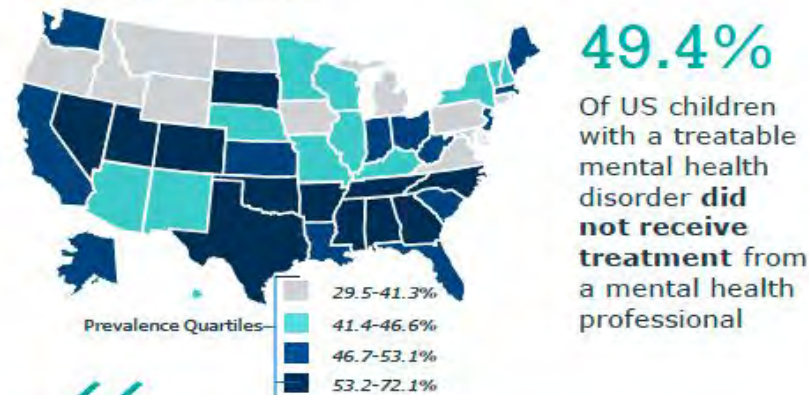 49.4%
Of US children
with a treatable
mental health
disorder did
not receive
treatment from
a mental health
professional
Prevalence Quartiles
29.5-41.3%
41.4-46.6%
46.7-53.1%
53.2-72.1%